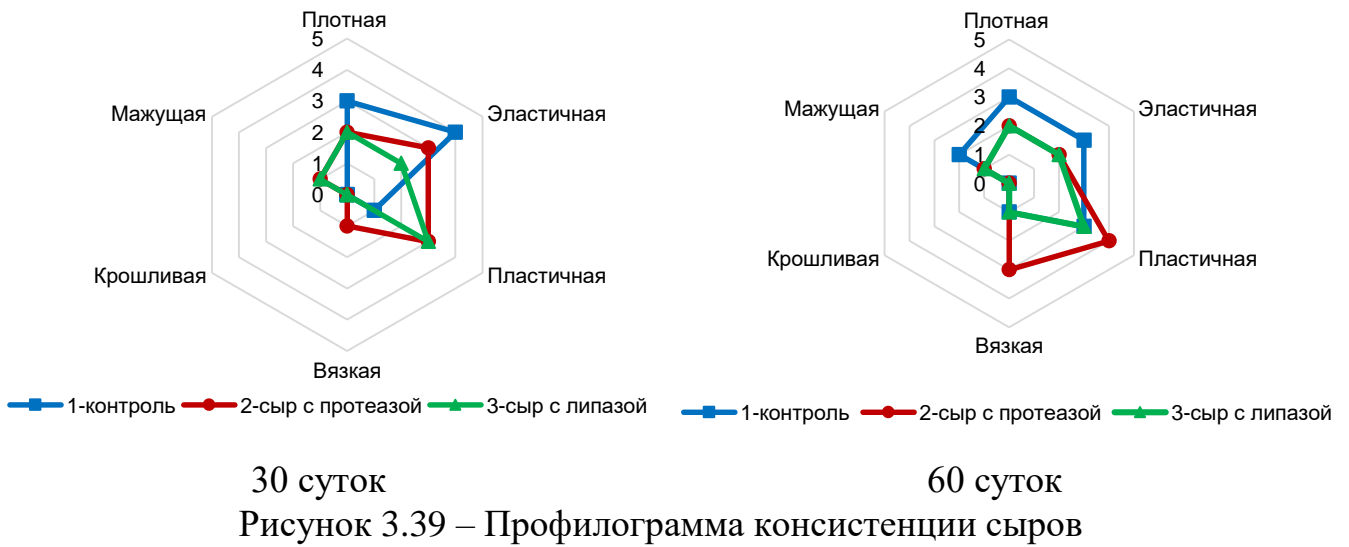 Плотная
5
4
3
2
1
0
Эластичная
Пластичная
Вязкая
Крошливая
Мажущая
1-контроль 2-сыр с протеазой 3-сыр с липазой
Плотная
5
4
3
2
1
0
Эластичная
Пластичная
Вязкая
Крошливая
Мажущая
1-контроль 2-сыр с протеазой 3-сыр с липазой
30 суток 60 суток
Рисунок 3.39 – Профилограмма консистенции сыров